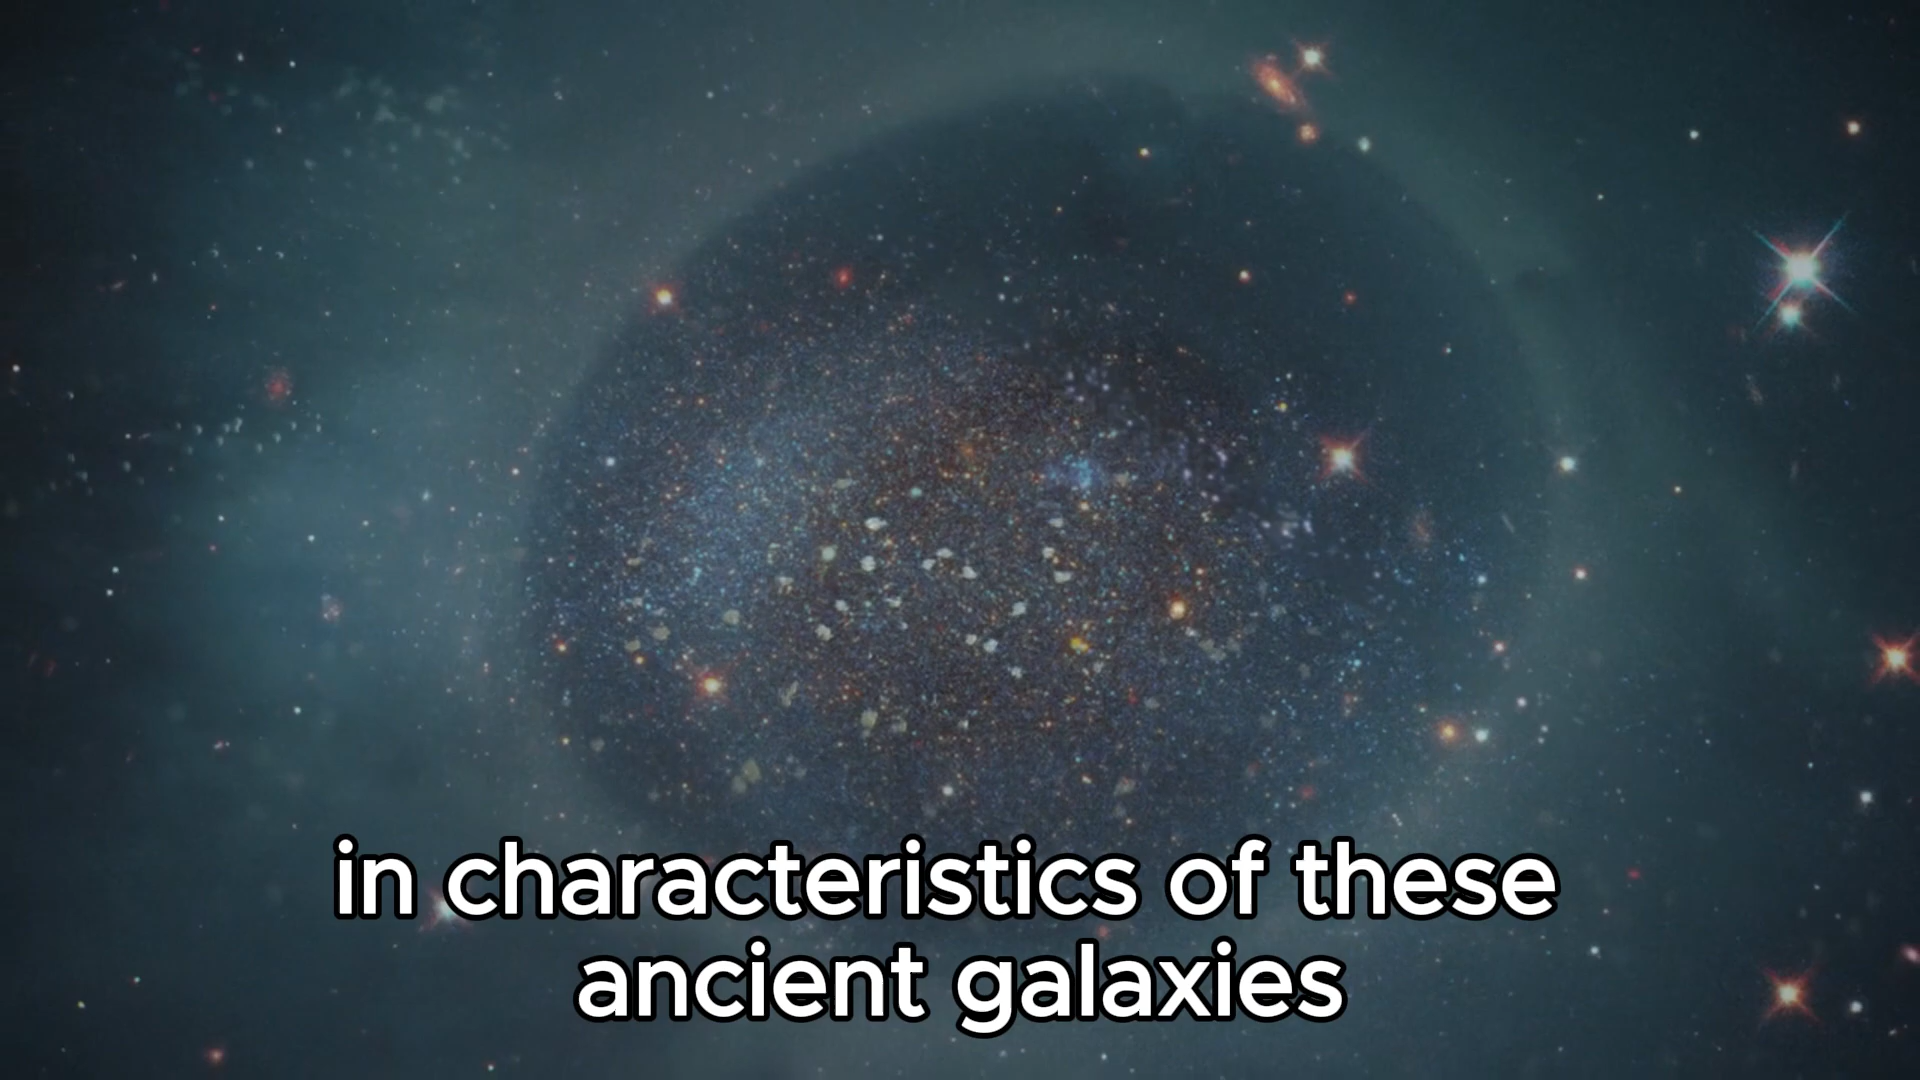 in characteristics of these
ancient galaxies